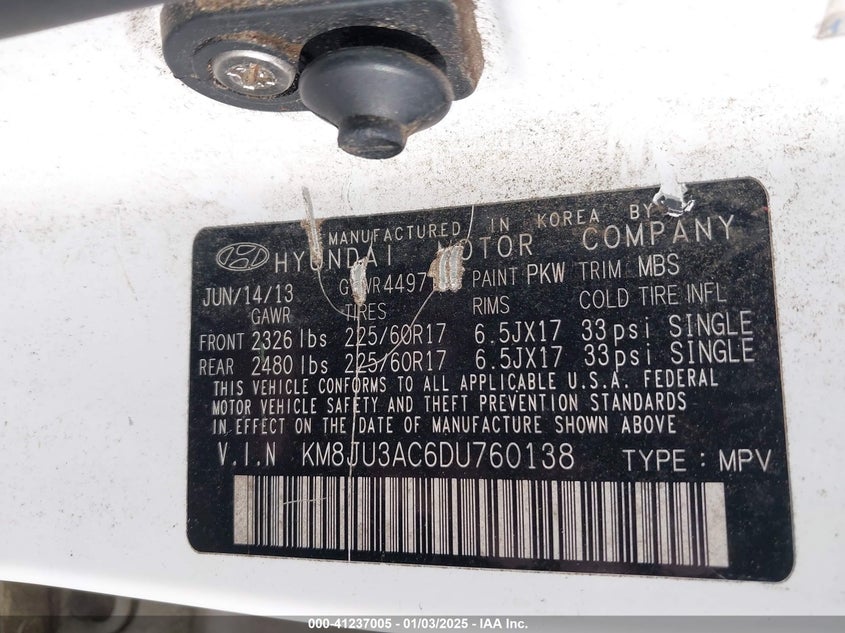 MANUFACTURED IN KOREA BY
HYUNDAI MOTOR COMPANY
JUN/14/13 GVWR 4497 PAINT PKW TRIM MBS
GAWR TIRES RIMS COLD TIRE INFL
FRONT 2326 lbs 225/60R17 6.5JX17 33psi SINGLE
REAR 2480 lbs 225/60R17 6.5JX17 33psi SINGLE
THIS VEHICLE CONFORMS TO ALL APPLICABLE U.S.A. FEDERAL
MOTOR VEHICLE SAFETY AND THEFT PREVENTION STANDARDS
IN EFFECT ON THE DATE OF MANUFACTURE SHOWN ABOVE
V.I.N KM8JU3AC6DU760138 TYPE : MPV
000-41237005 - 01/03/2025 - IAA Inc.